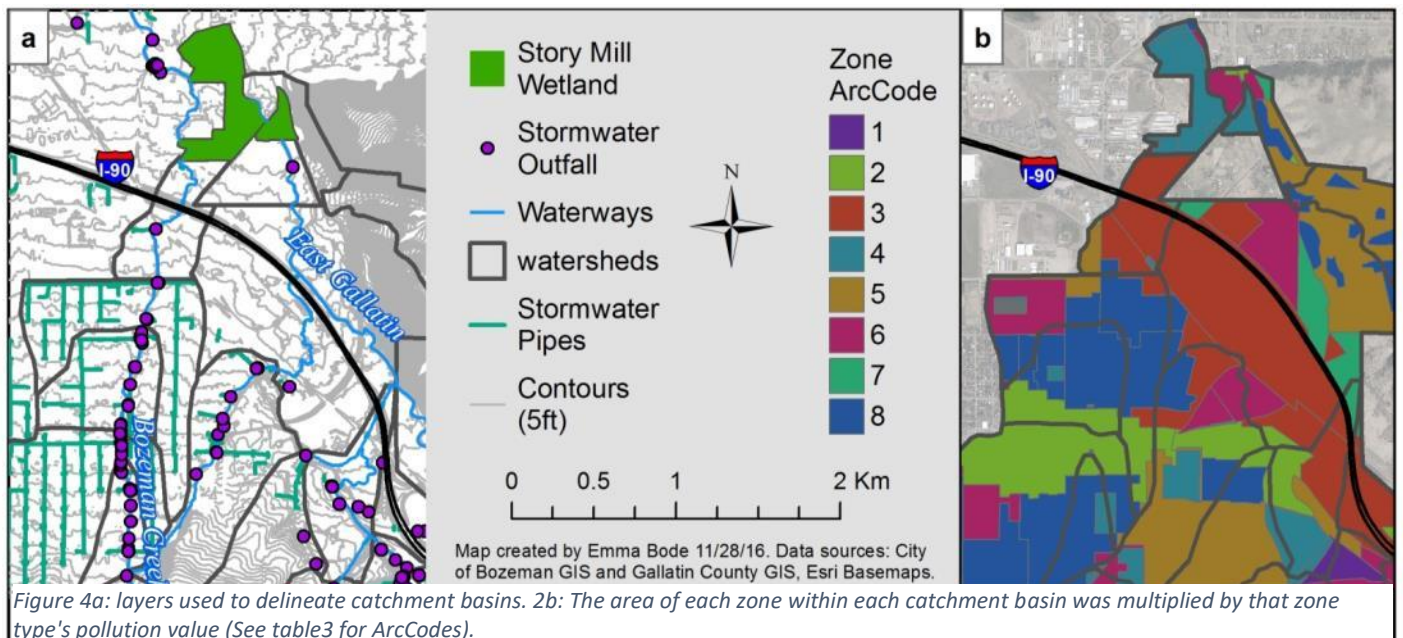 a
I-90
East Gallatin
Bozeman Cree
Story Mill
Wetland
Stormwater
Outfall
Waterways
watersheds
Stormwater
Pipes
Contours
(5ft)
N
Zone
ArcCode
1
2
3
4
5
6
7
8
0 0.5 1 2 Km
Map created by Emma Bode 11/28/16. Data sources: City
of Bozeman GIS and Gallatin County GIS, Esri Basemaps.
b
I-90
Figure 4a: layers used to delineate catchment basins. 2b: The area of each zone within each catchment basin was multiplied by that zone
type's pollution value (See table3 for ArcCodes).